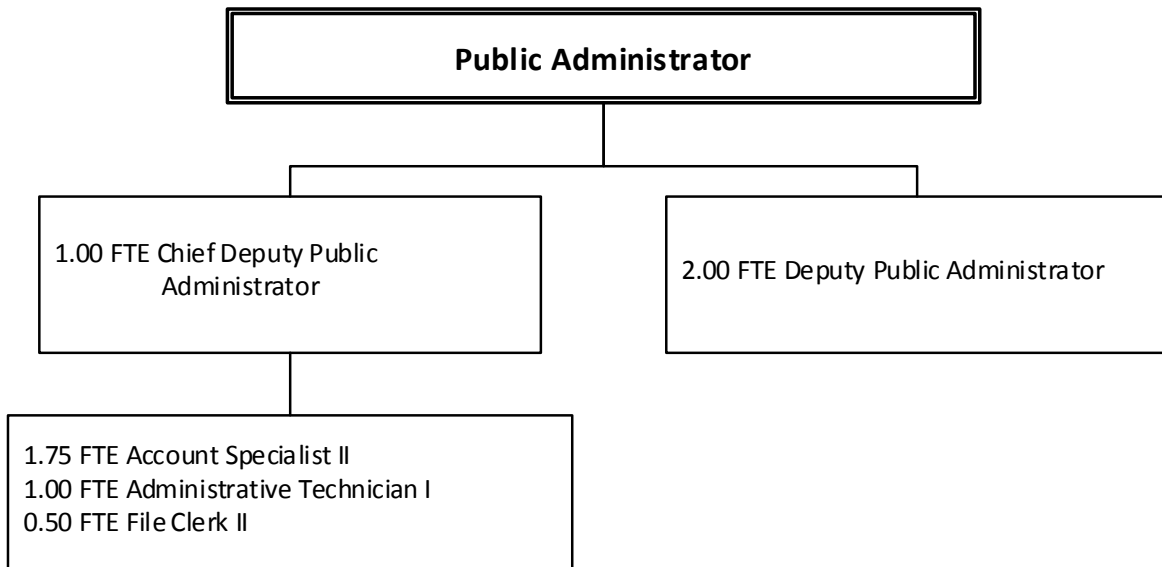 Public Administrator
1.00 FTE Chief Deputy Public
Administrator
2.00 FTE Deputy Public Administrator
1.75 FTE Account Specialist II
1.00 FTE Administrative Technician I
0.50 FTE File Clerk II